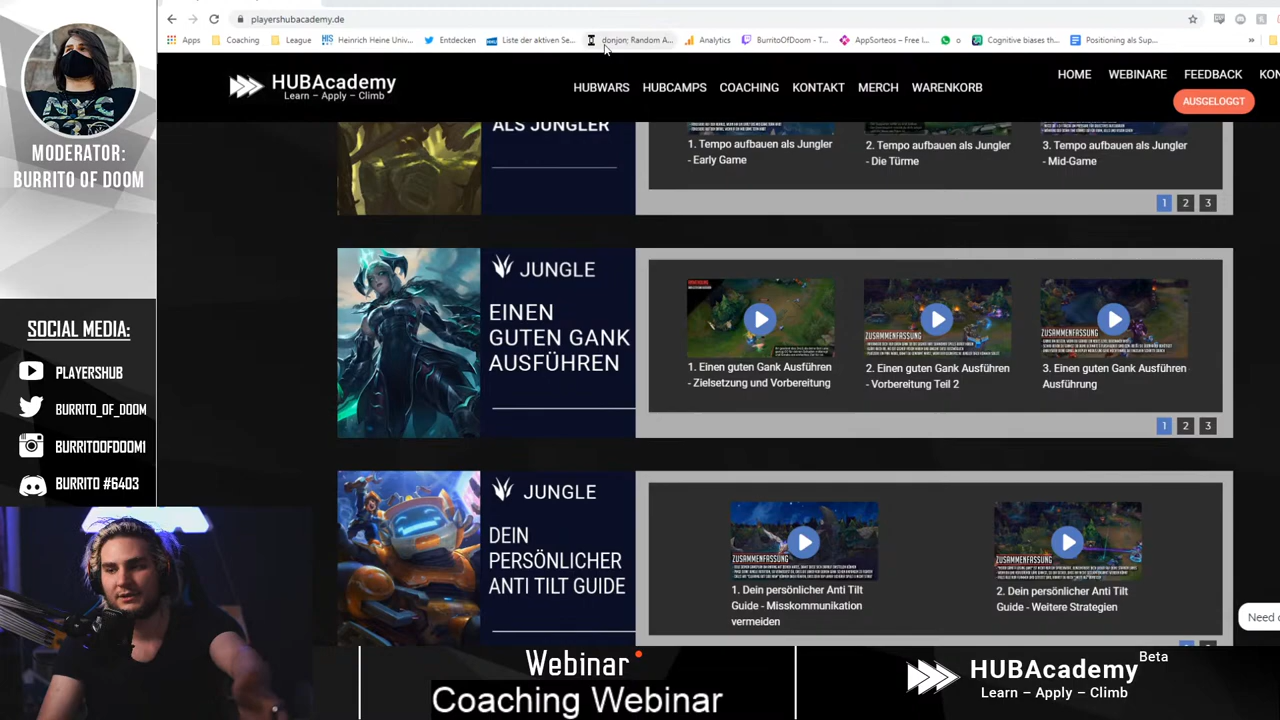 playershubacademy.de
Apps Coaching League Heinrich Heine Univ... Entdecken Liste der aktiven Se... donjon; Random A... Analytics BurritoOfDoom - T... AppSorteos – Free I... o Cognitive biases th... Positioning als Sup... »
HUBAcademy
Learn – Apply – Climb
HUBWARS HUBCAMPS COACHING KONTAKT MERCH WARENKORB
HOME WEBINARE FEEDBACK KON
AUSGELOGGT
NYC
MODERATOR:
BURRITO OF DOOM
SOCIAL MEDIA:
PLAYERSHUB
BURRITO_OF_DOOM
BURRITOOFDOOM1
BURRITO #6403
ALS JUNGLER
1. Tempo aufbauen als Jungler
- Early Game
2. Tempo aufbauen als Jungler
- Die Türme
3. Tempo aufbauen als Jungler
- Mid-Game
1 2 3
JUNGLE
EINEN
GUTEN GANK
AUSFÜHREN
ZUSAMMENFASSUNG
ZUSAMMENFASSUNG
1. Einen guten Gank Ausführen
- Zielsetzung und Vorbereitung
2. Einen guten Gank Ausführen
- Vorbereitung Teil 2
3. Einen guten Gank Ausführen
Ausführung
1 2 3
JUNGLE
DEIN
PERSÖNLICHER
ANTI TILT GUIDE
ZUSAMMENFASSUNG
ZUSAMMENFASSUNG
1. Dein persönlicher Anti Tilt
Guide - Misskommunikation
vermeiden
2. Dein persönlicher Anti Tilt
Guide - Weitere Strategien
Need
Webinar
Coaching Webinar
HUBAcademy Beta
Learn – Apply – Climb